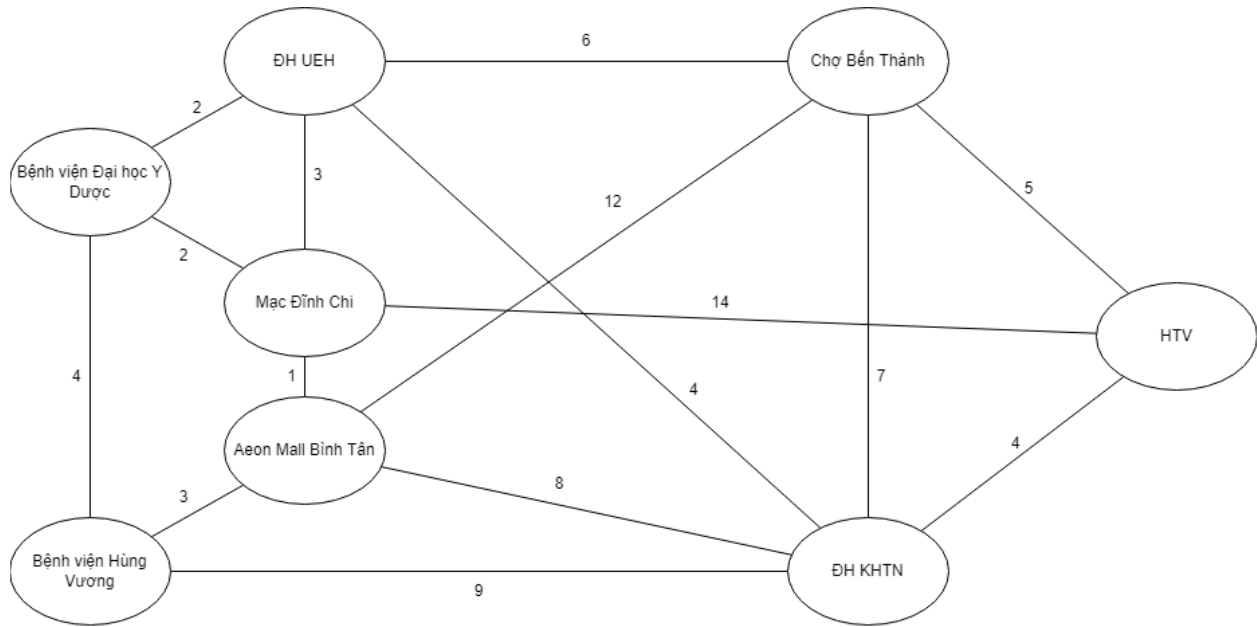 6
ĐH UEH
Chợ Bến Thành
2
Bệnh viện Đại học Y
Dược
3
5
12
2
Mạc Đĩnh Chi
14
HTV
4
1
7
4
Aeon Mall Bình Tân
4
8
3
Bệnh viện Hùng
Vương
ĐH KHTN
9